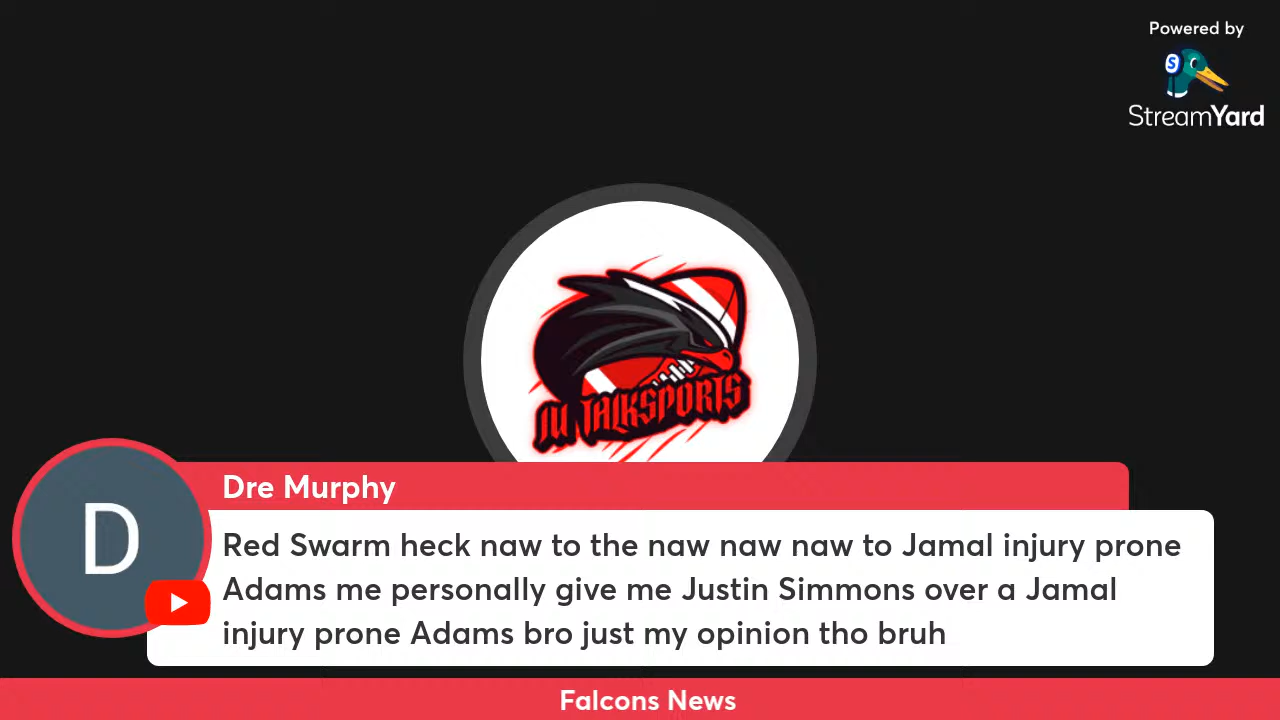 Powered by
S
StreamYard
JU TALKSPORTS
Dre Murphy
D
Red Swarm heck naw to the naw naw naw to Jamal injury prone
Adams me personally give me Justin Simmons over a Jamal
injury prone Adams bro just my opinion tho bruh
Falcons News